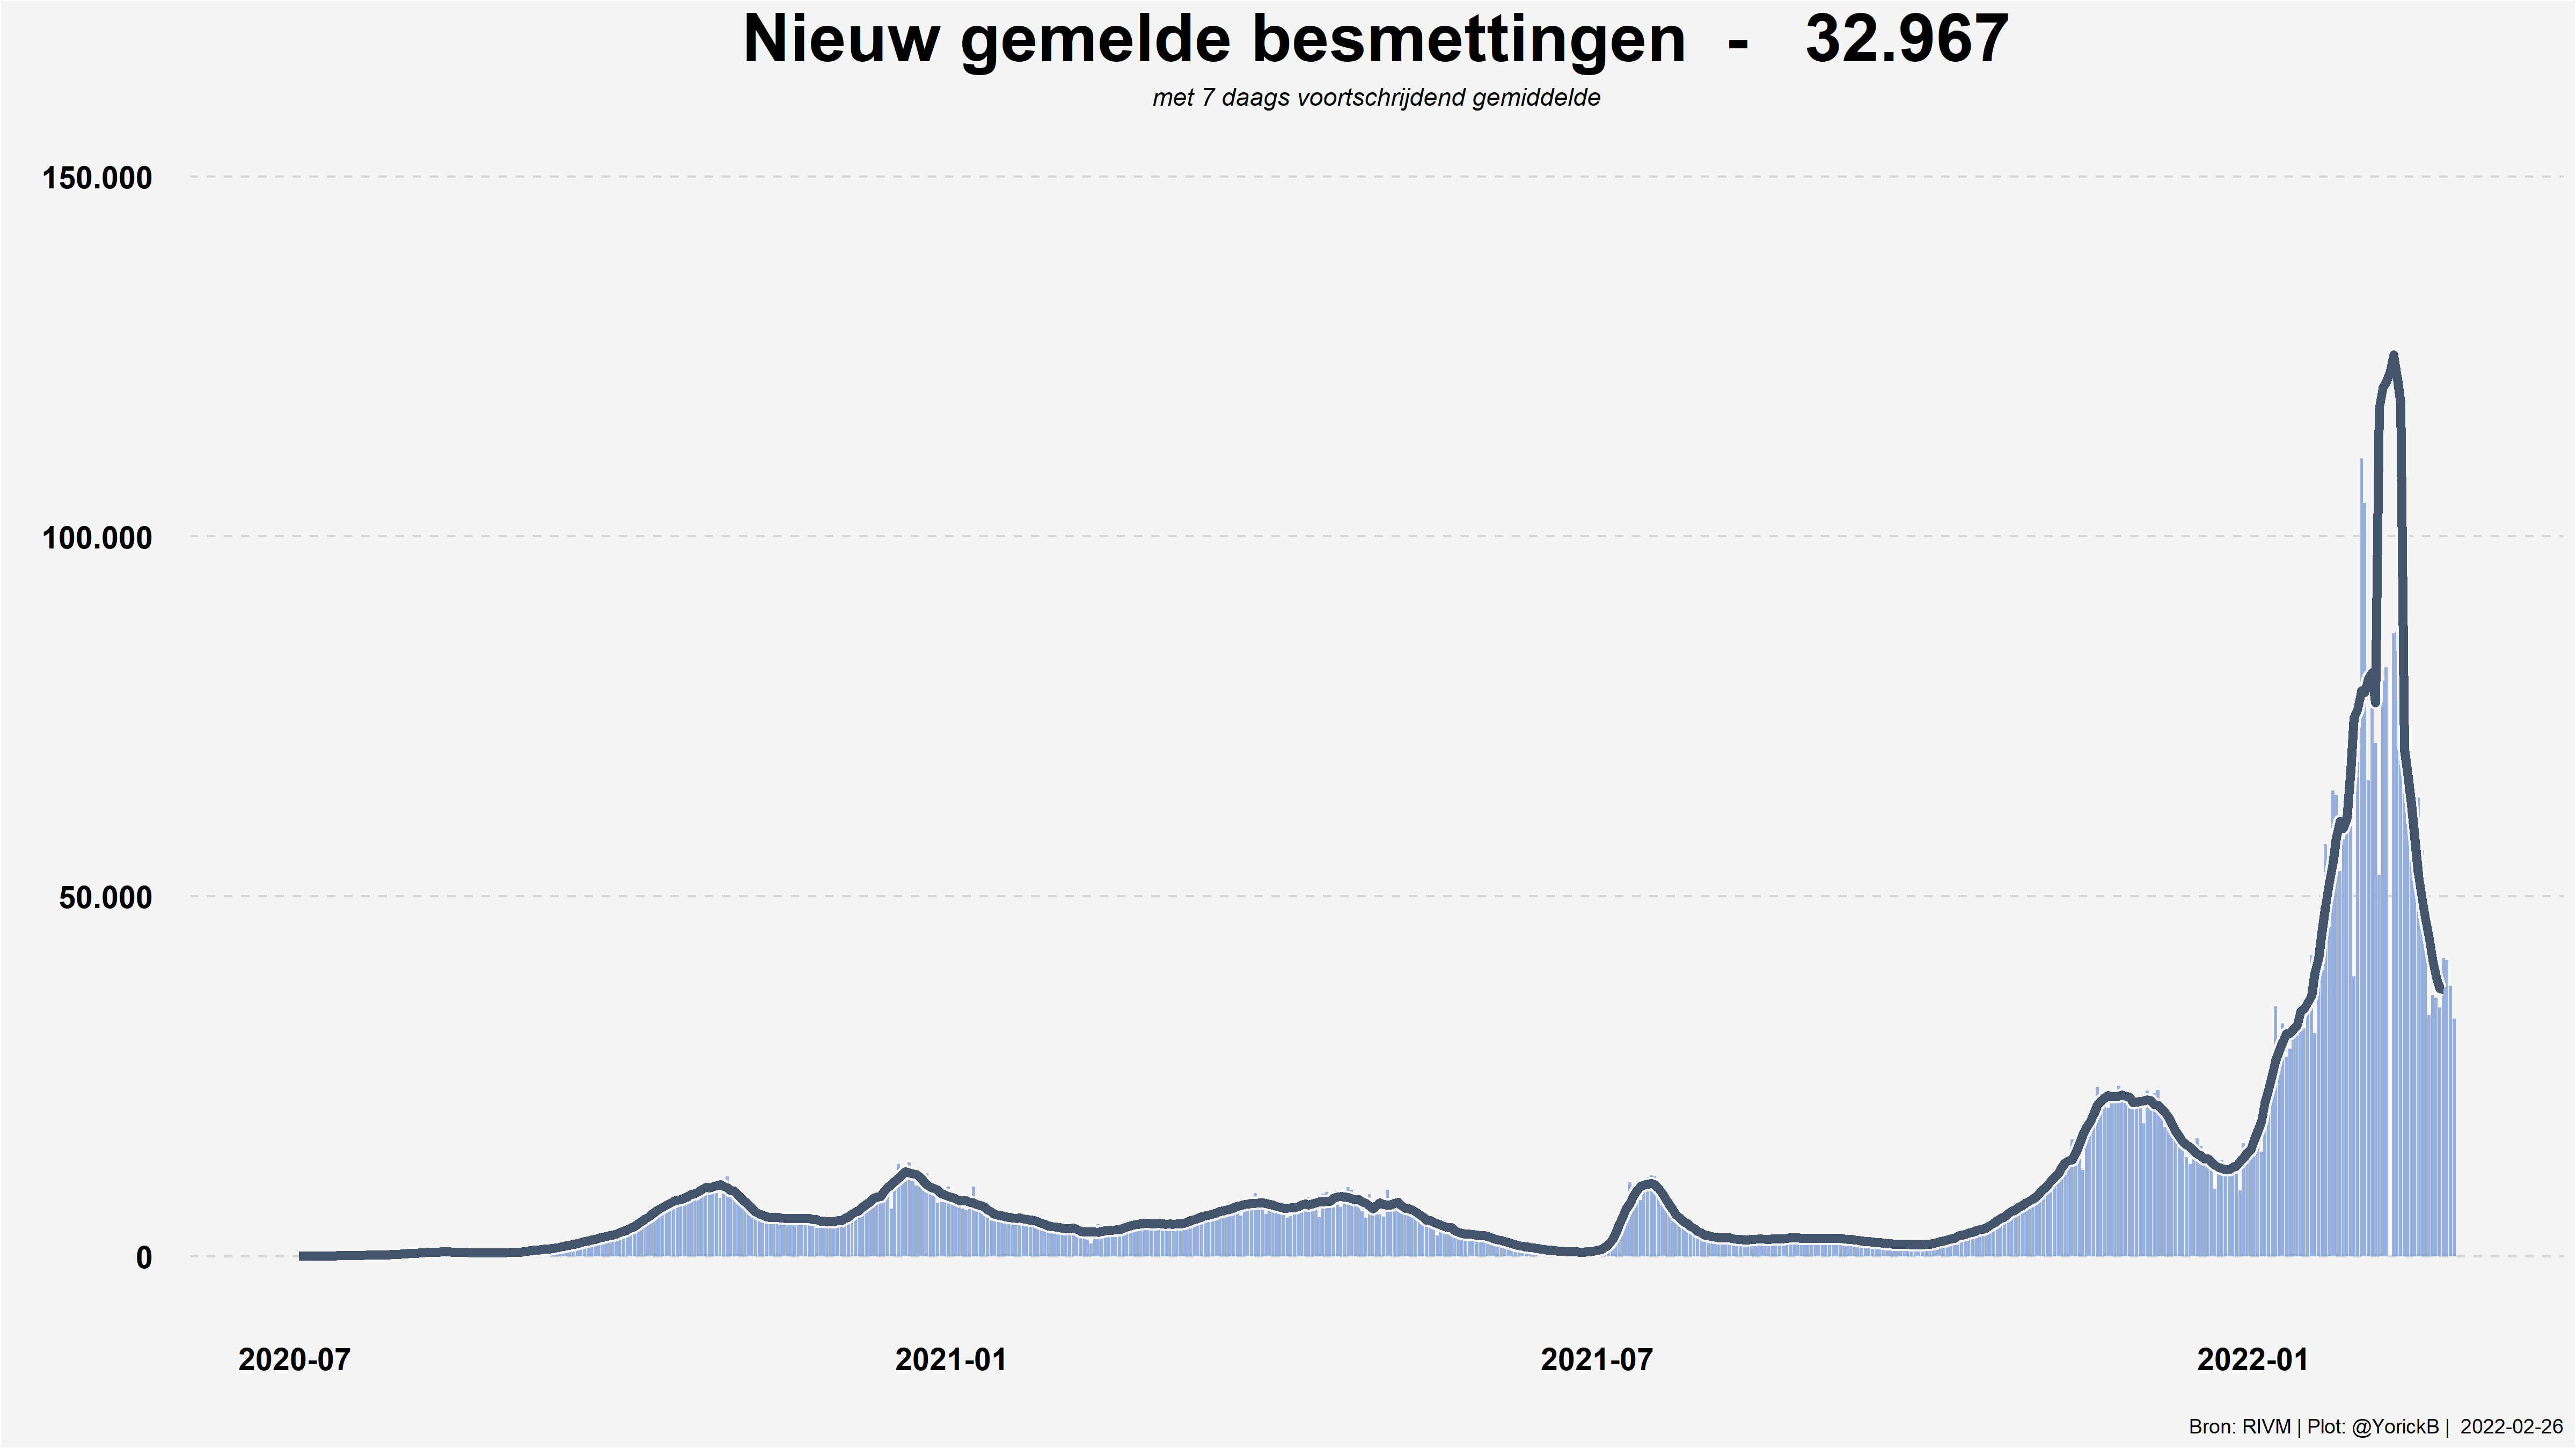 Nieuw gemelde besmettingen - 32.967
met 7 daags voortschrijdend gemiddelde
150.000
100.000
50.000
0
2020-07 2021-01 2021-07 2022-01
Bron: RIVM | Plot: @YorickB | 2022-02-26